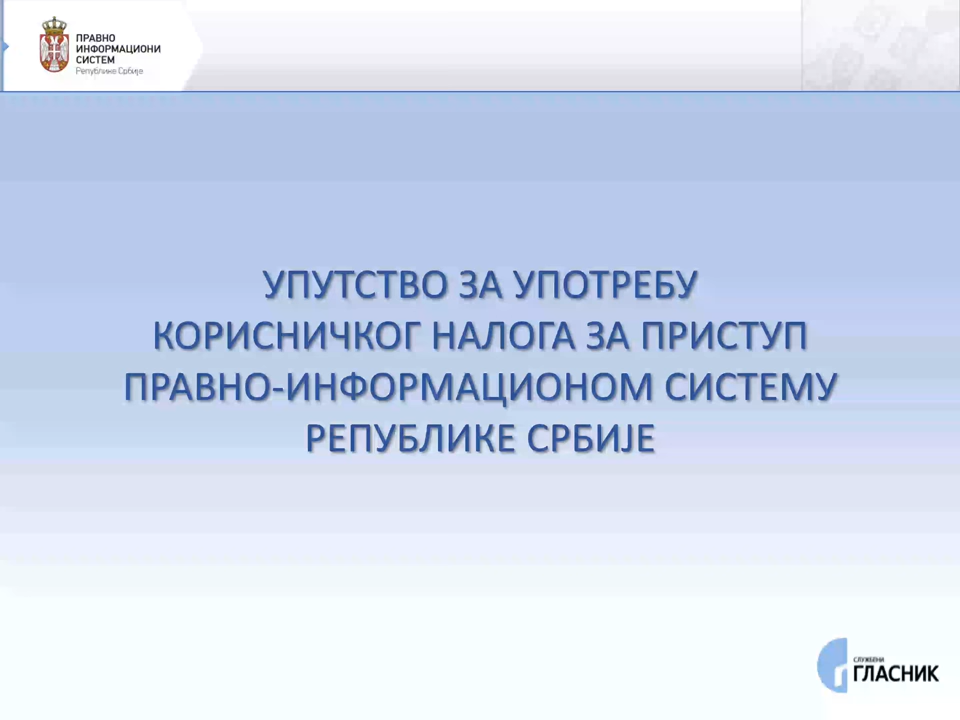 ПРАВНО
ИНФОРМАЦИОНИ
СИСТЕМ
Републике Србије
УПУТСТВО ЗА УПОТРЕБУ
КОРИСНИЧКОГ НАЛОГА ЗА ПРИСТУП
ПРАВНО-ИНФОРМАЦИОНОМ СИСТЕМУ
РЕПУБЛИКЕ СРБИЈЕ
СЛУЖБЕНИ
ГЛАСНИК